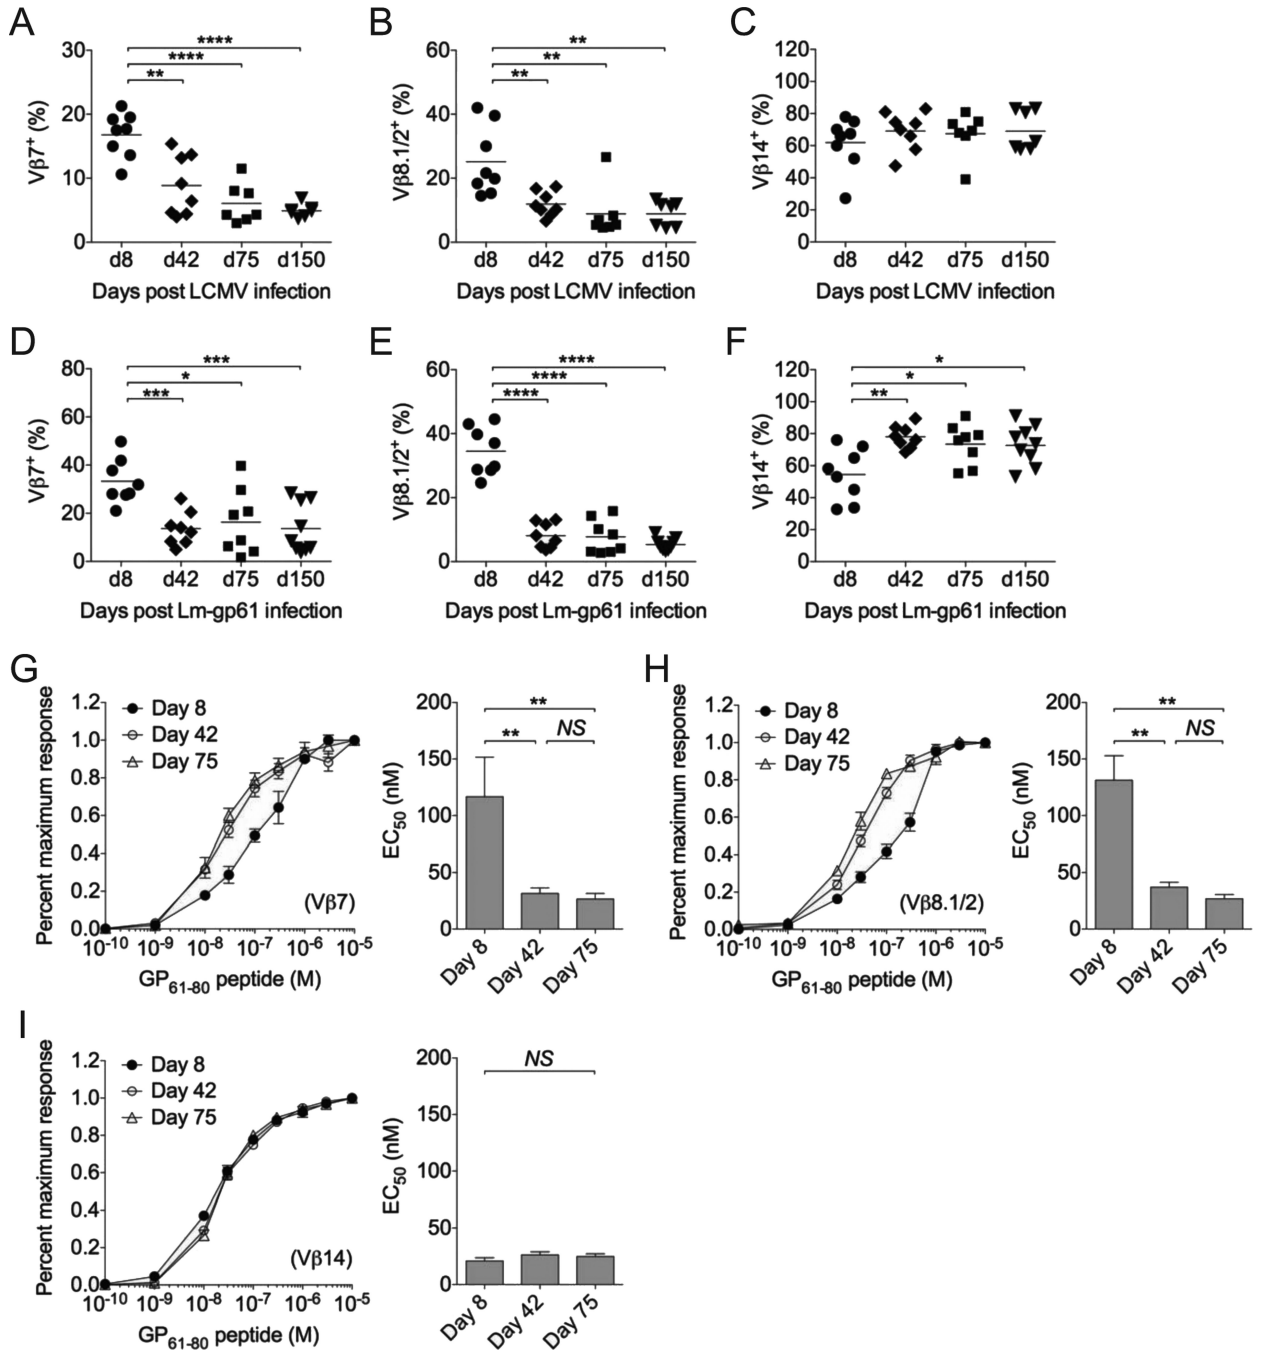 A
30
20
10
0
Vβ7+ (%)
**** 
****
**
d8 d42 d75 d150
Days post LCMV infection
B
60
40
20
0
Vβ8.1/2+ (%)
**
**
**
d8 d42 d75 d150
Days post LCMV infection
C
120
100
80
60
40
20
0
Vβ14+ (%)
d8 d42 d75 d150
Days post LCMV infection
D
80
60
40
20
0
Vβ7+ (%)
***
*
***
d8 d42 d75 d150
Days post Lm-gp61 infection
E
60
40
20
0
Vβ8.1/2+ (%)
****
****
****
d8 d42 d75 d150
Days post Lm-gp61 infection
F
120
100
80
60
40
20
0
Vβ14+ (%)
*
*
**
d8 d42 d75 d150
Days post Lm-gp61 infection
G
Percent maximum response
1.2
1.0
0.8
0.6
0.4
0.2
0.0
Day 8
Day 42
Day 75
(Vβ7)
10-10 10-9 10-8 10-7 10-6 10-5
GP61-80 peptide (M)
EC50 (nM)
200
150
100
50
0
**
** NS
Day 8 Day 42 Day 75
H
Percent maximum response
1.2
1.0
0.8
0.6
0.4
0.2
0.0
Day 8
Day 42
Day 75
(Vβ8.1/2)
10-10 10-9 10-8 10-7 10-6 10-5
GP61-80 peptide (M)
EC50 (nM)
200
150
100
50
0
**
** NS
Day 8 Day 42 Day 75
I
Percent maximum response
1.2
1.0
0.8
0.6
0.4
0.2
0.0
Day 8
Day 42
Day 75
(Vβ14)
10-10 10-9 10-8 10-7 10-6 10-5
GP61-80 peptide (M)
EC50 (nM)
200
150
100
50
0
NS
Day 8 Day 42 Day 75